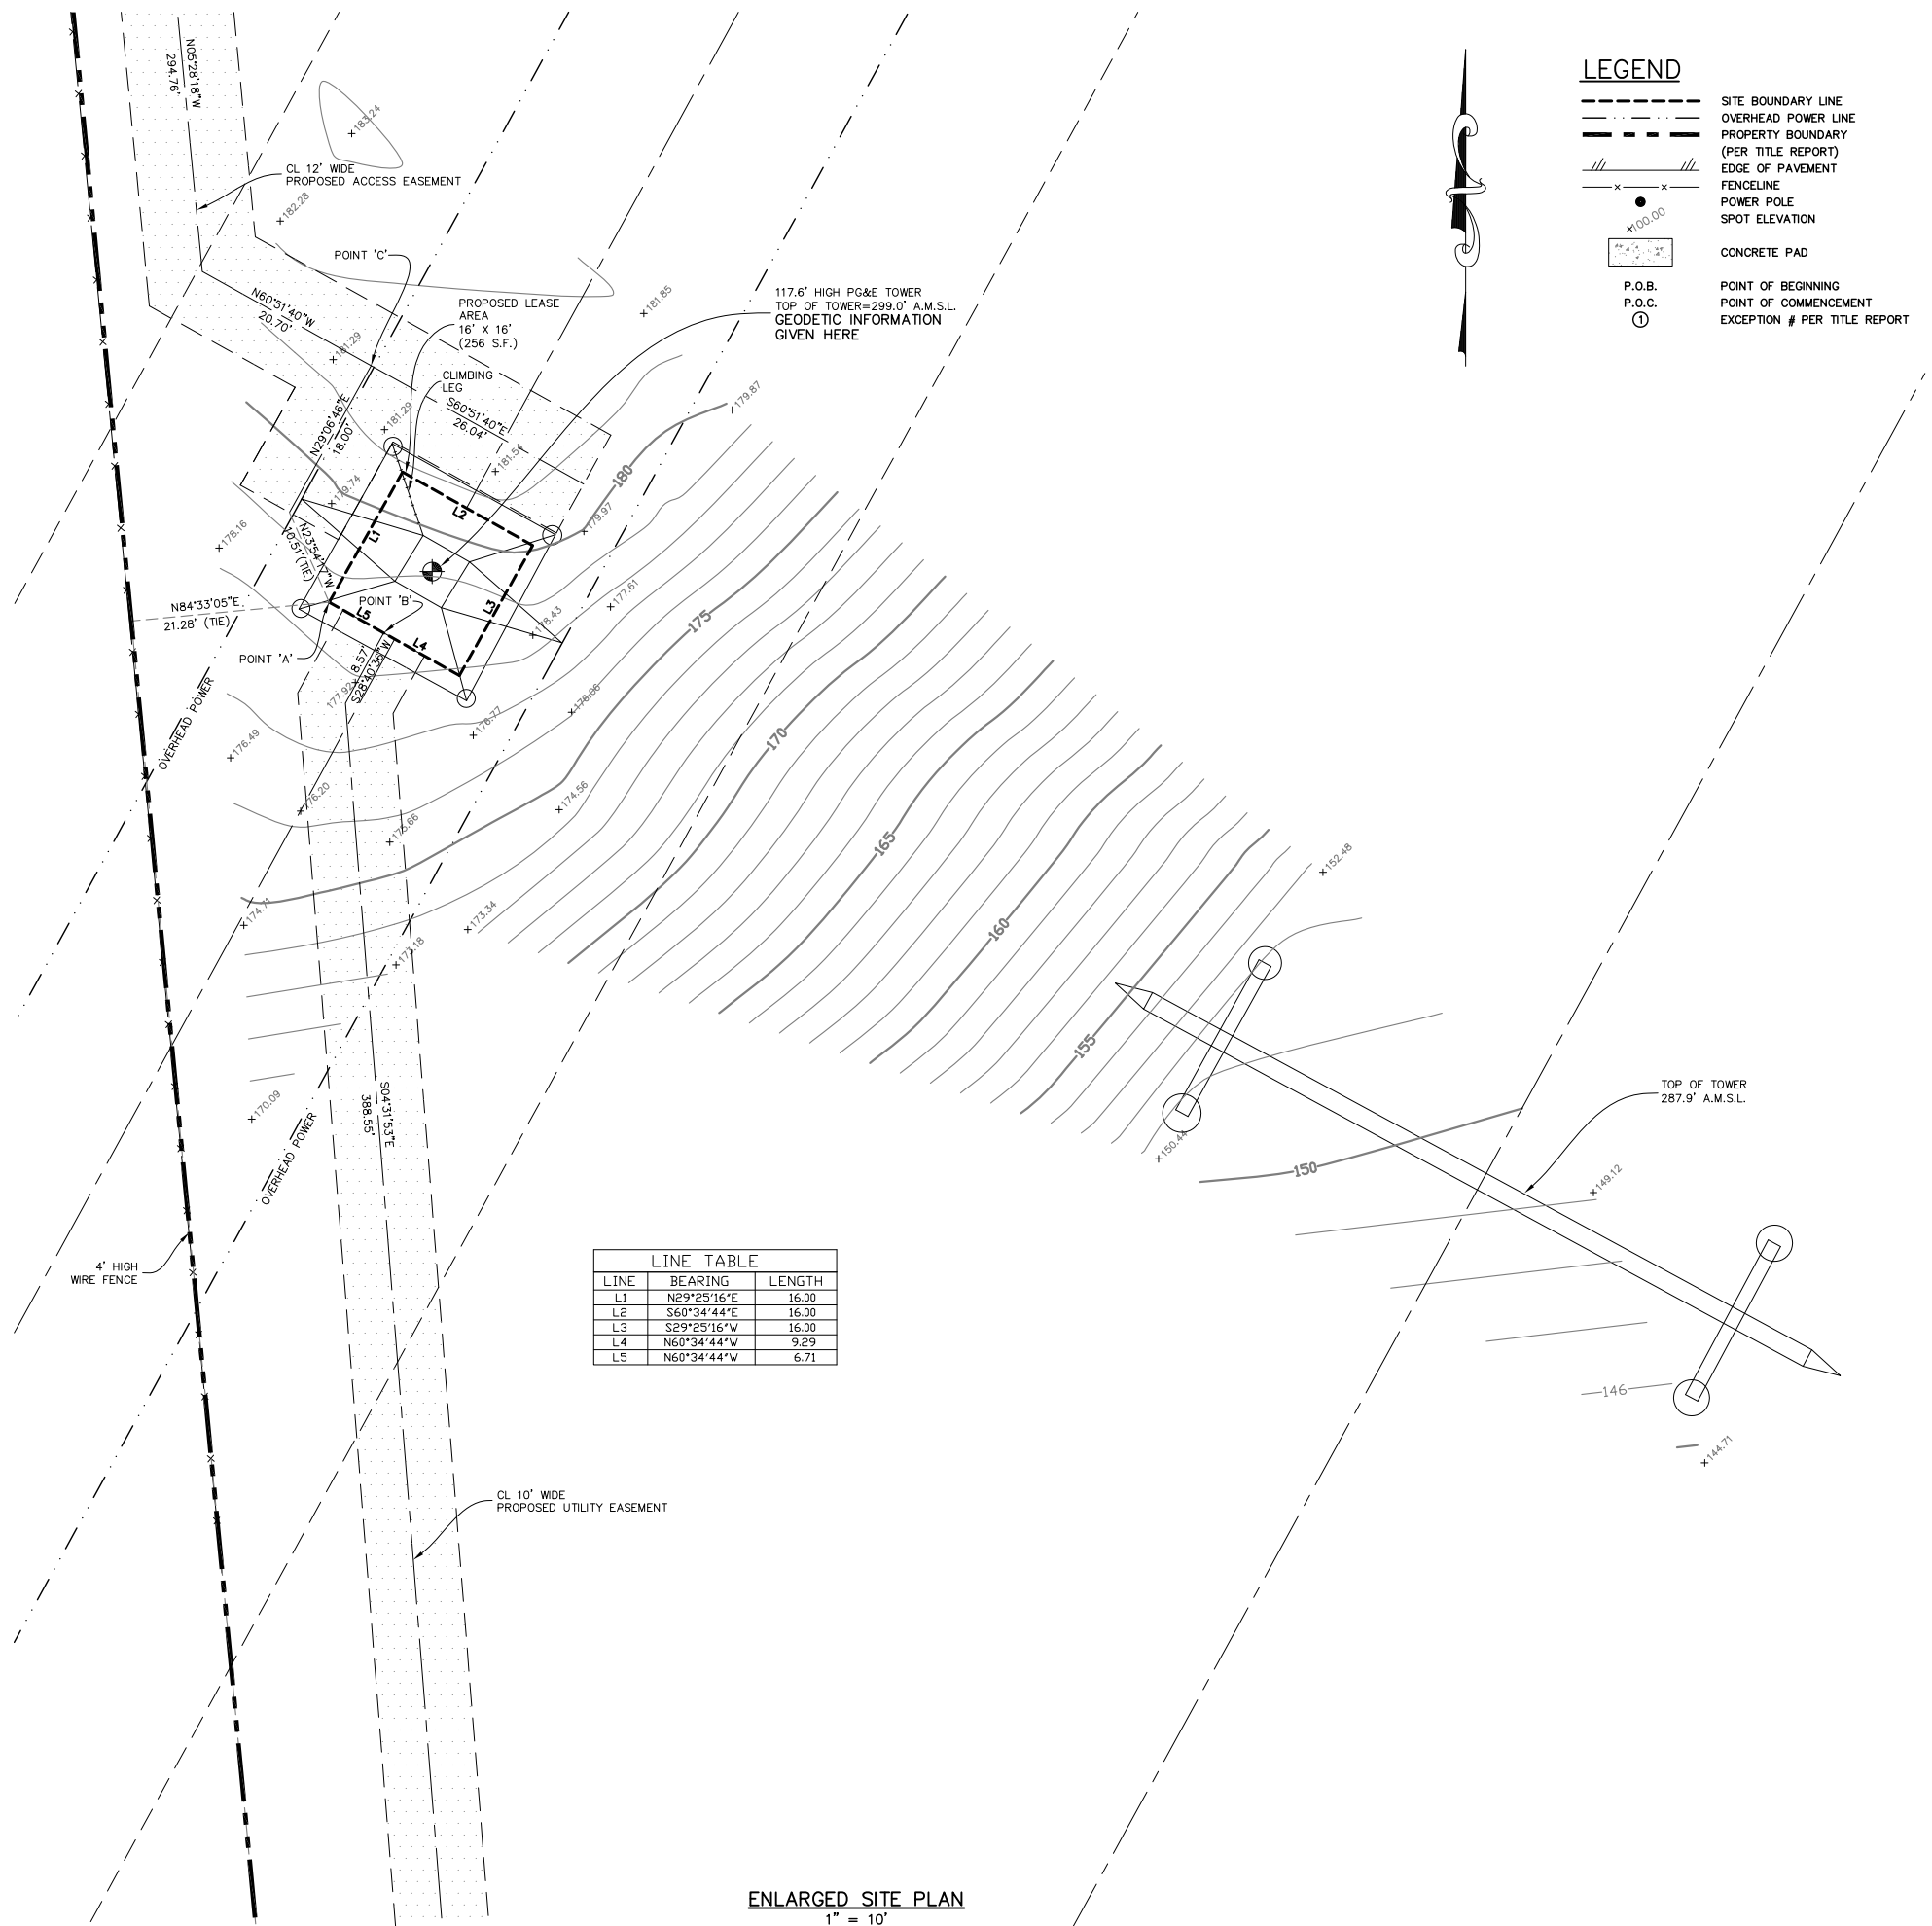 LEGEND
SITE BOUNDARY LINE
OVERHEAD POWER LINE
PROPERTY BOUNDARY
(PER TITLE REPORT)
EDGE OF PAVEMENT
FENCELINE
POWER POLE
100.00 SPOT ELEVATION
CONCRETE PAD
P.O.B. POINT OF BEGINNING
P.O.C. POINT OF COMMENCEMENT
1 EXCEPTION # PER TITLE REPORT
N05°28'18"W
294.76'
183.24
CL 12' WIDE
PROPOSED ACCESS EASEMENT
182.28
POINT 'C'
N60°51'40"W
20.70'
181.29
PROPOSED LEASE
AREA
16' X 16'
(256 S.F.)
181.85
117.6' HIGH PG&E TOWER
TOP OF TOWER=299.0' A.M.S.L.
GEODETIC INFORMATION
GIVEN HERE
CLIMBING
LEG
179.87
S60°51'40"E
26.04'
N29°06'46"E
18.00'
181.29
181.54
180
179.74
L2
L1
179.97
178.16
N23°54'17"W
10.51'(TIE)
N84°33'05"E
21.28' (TIE)
POINT 'B'
L5
L3
L4
177.61
178.43
175
POINT 'A'
8.57'
S28°40'36"W
177.92
OVERHEAD POWER
176.49
176.77
176.06
170
176.20
175.66
174.56
165
152.48
174.71
173.34
173.18
160
155
170.09
OVERHEAD POWER
S04°31'53"E
388.55'
150.44
150
149.12
TOP OF TOWER
287.9' A.M.S.L.
4' HIGH
WIRE FENCE
LINE TABLE
LINE BEARING LENGTH
L1 N29°25'16"E 16.00
L2 S60°34'44"E 16.00
L3 S29°25'16"W 16.00
L4 N60°34'44"W 9.29
L5 N60°34'44"W 6.71
146
144.71
CL 10' WIDE
PROPOSED UTILITY EASEMENT
ENLARGED SITE PLAN
1" = 10'